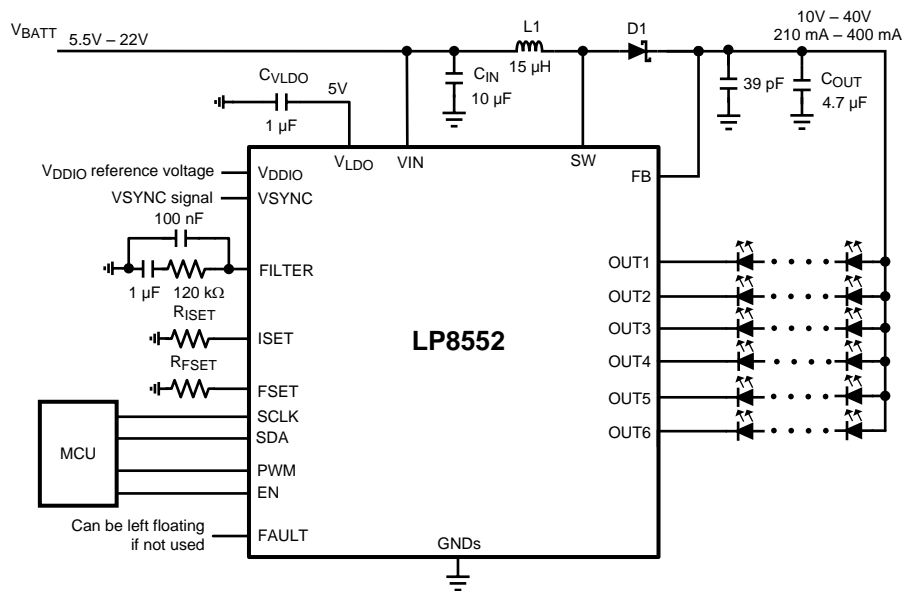 VBATT 5.5V – 22V
L1
15 µH
D1
10V – 40V
210 mA – 400 mA
CIN
10 µF
39 pF
COUT
4.7 µF
CVLDO
5V
1 µF
VLDO
VIN
SW
FB
VDDIO reference voltage
VDDIO
VSYNC signal
VSYNC
100 nF
1 µF
120 kΩ
FILTER
RISET
ISET
RFSET
FSET
LP8552
OUT1
OUT2
OUT3
OUT4
OUT5
OUT6
MCU
SCLK
SDA
PWM
EN
Can be left floating
if not used
FAULT
GNDs